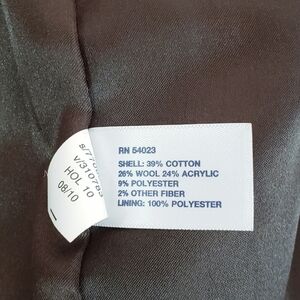 HOL 10
08/10
RN 54023
SHELL: 39% COTTON
26% WOOL 24% ACRYLIC
9% POLYESTER
2% OTHER FIBER
LINING: 100% POLYESTER